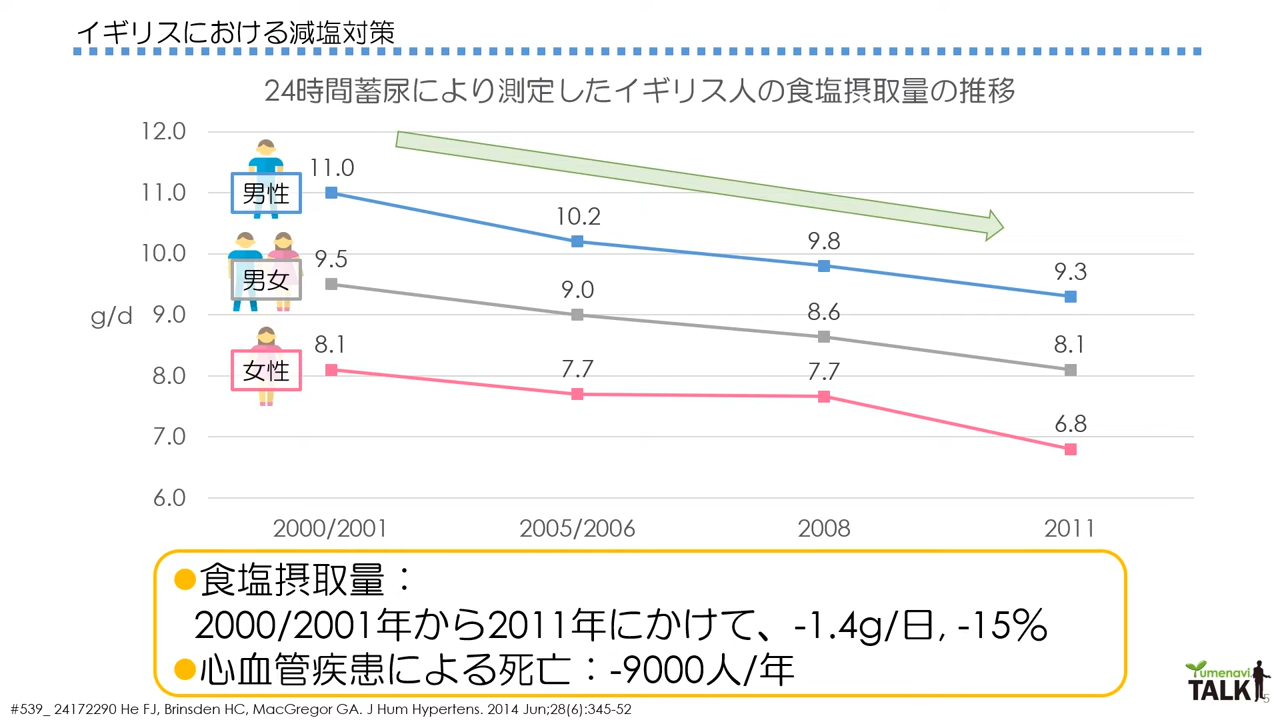 イギリスにおける減塩対策
24時間蓄尿により測定したイギリス人の食塩摂取量の推移
12.0
11.0
10.0
9.0
8.0
7.0
6.0
g/d
男性
11.0
10.2
9.8
9.3
男女
9.5
9.0
8.6
8.1
女性
8.1
7.7
7.7
6.8
2000/2001
2005/2006
2008
2011
●食塩摂取量：
2000/2001年から2011年にかけて、-1.4g/日, -15%
●心血管疾患による死亡：-9000人/年
#539_ 24172290 He FJ, Brinsden HC, MacGregor GA. J Hum Hypertens. 2014 Jun;28(6):345-52
Yumenavi
TALK
5